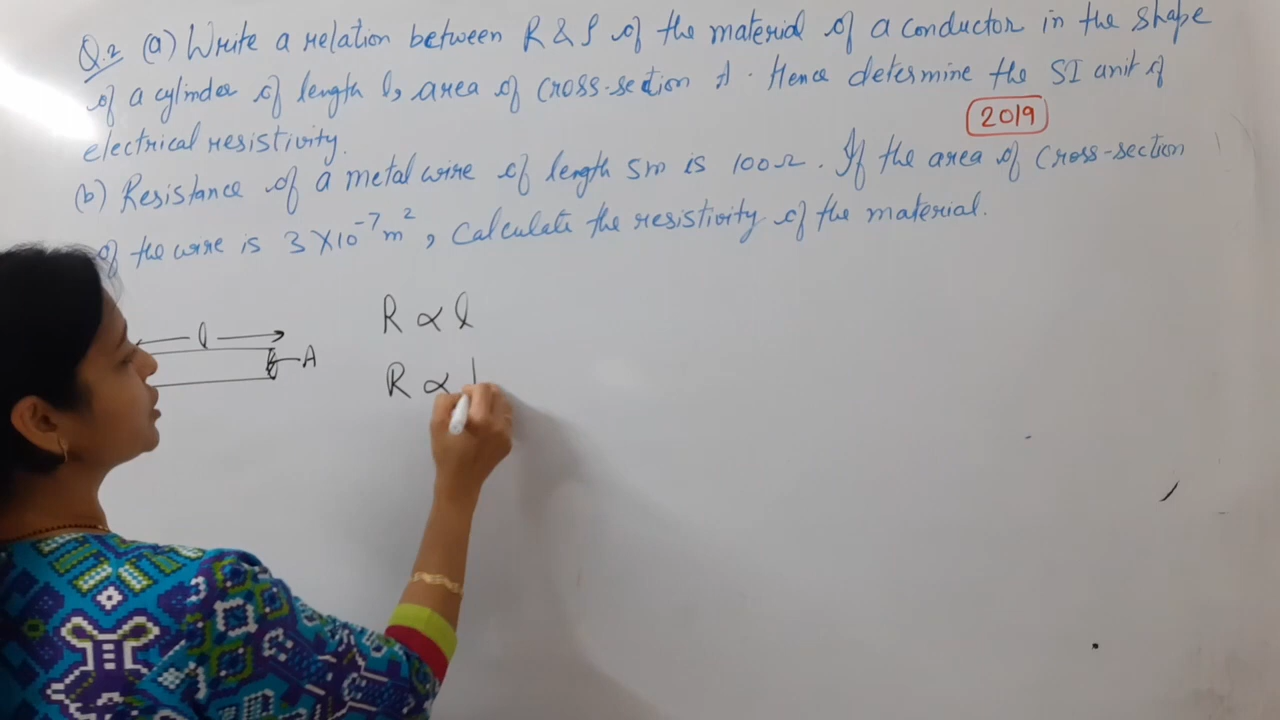 Q.2 (a) Write a relation between R & ρ of the material of a conductor in the shape
of a cylinder of length l, area of cross-section A. Hence determine the SI unit of
electrical resistivity.
2019
(b) Resistance of a metal wire of length 5m is 100Ω. If the area of cross-section
of the wire is 3×10⁻⁷m², calculate the resistivity of the material.
l
A
R ∝ l
R ∝